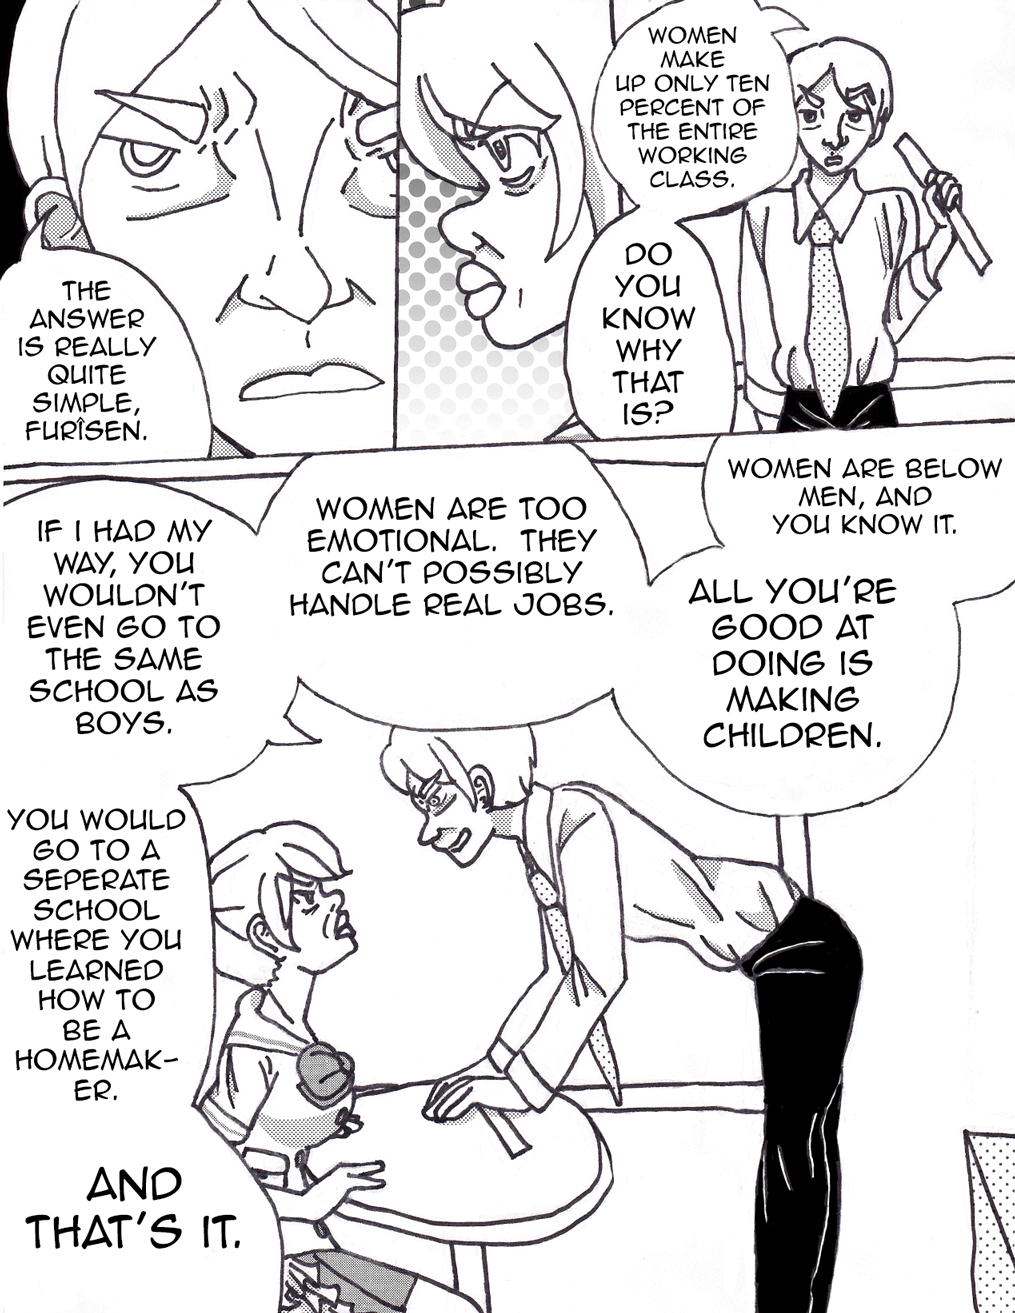 WOMEN
MAKE
UP ONLY TEN
PERCENT OF
THE ENTIRE
WORKING
CLASS.
DO
YOU
KNOW
WHY
THAT
IS?
THE
ANSWER
IS REALLY
QUITE
SIMPLE,
FURÎSEN.
WOMEN ARE BELOW
MEN, AND
YOU KNOW IT.
ALL YOU'RE
GOOD AT
DOING IS
MAKING
CHILDREN.
WOMEN ARE TOO
EMOTIONAL. THEY
CAN'T POSSIBLY
HANDLE REAL JOBS.
IF I HAD MY
WAY, YOU
WOULDN'T
EVEN GO TO
THE SAME
SCHOOL AS
BOYS.
YOU WOULD
GO TO A
SEPERATE
SCHOOL
WHERE YOU
LEARNED
HOW TO
BE A
HOMEMAK-
ER.
AND
THAT'S IT.